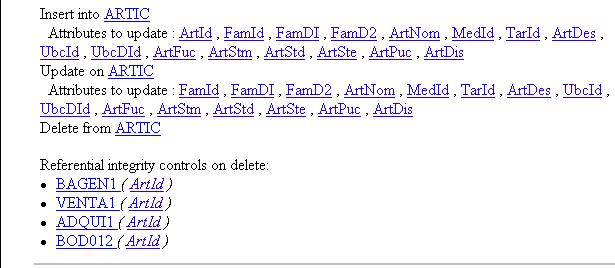 Insert into ARTIC
Attributes to update : ArtId , FamId , FamDI , FamD2 , ArtNom , MedId , TarId , ArtDes ,
UbcId , UbcDId , ArtFuc , ArtStm , ArtStd , ArtSte , ArtPuc , ArtDis
Update on ARTIC
Attributes to update : FamId , FamDI , FamD2 , ArtNom , MedId , TarId , ArtDes , UbcId ,
UbcDId , ArtFuc , ArtStm , ArtStd , ArtSte , ArtPuc , ArtDis
Delete from ARTIC
Referential integrity controls on delete:
• BAGEN1 ( ArtId )
• VENTA1 ( ArtId )
• ADQUI1 ( ArtId )
• BOD012 ( ArtId )